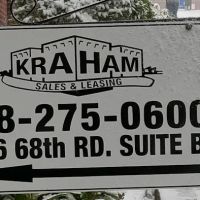 KRAHAM
SALES & LEASING
8-275-0600
6 68th RD. SUITE B